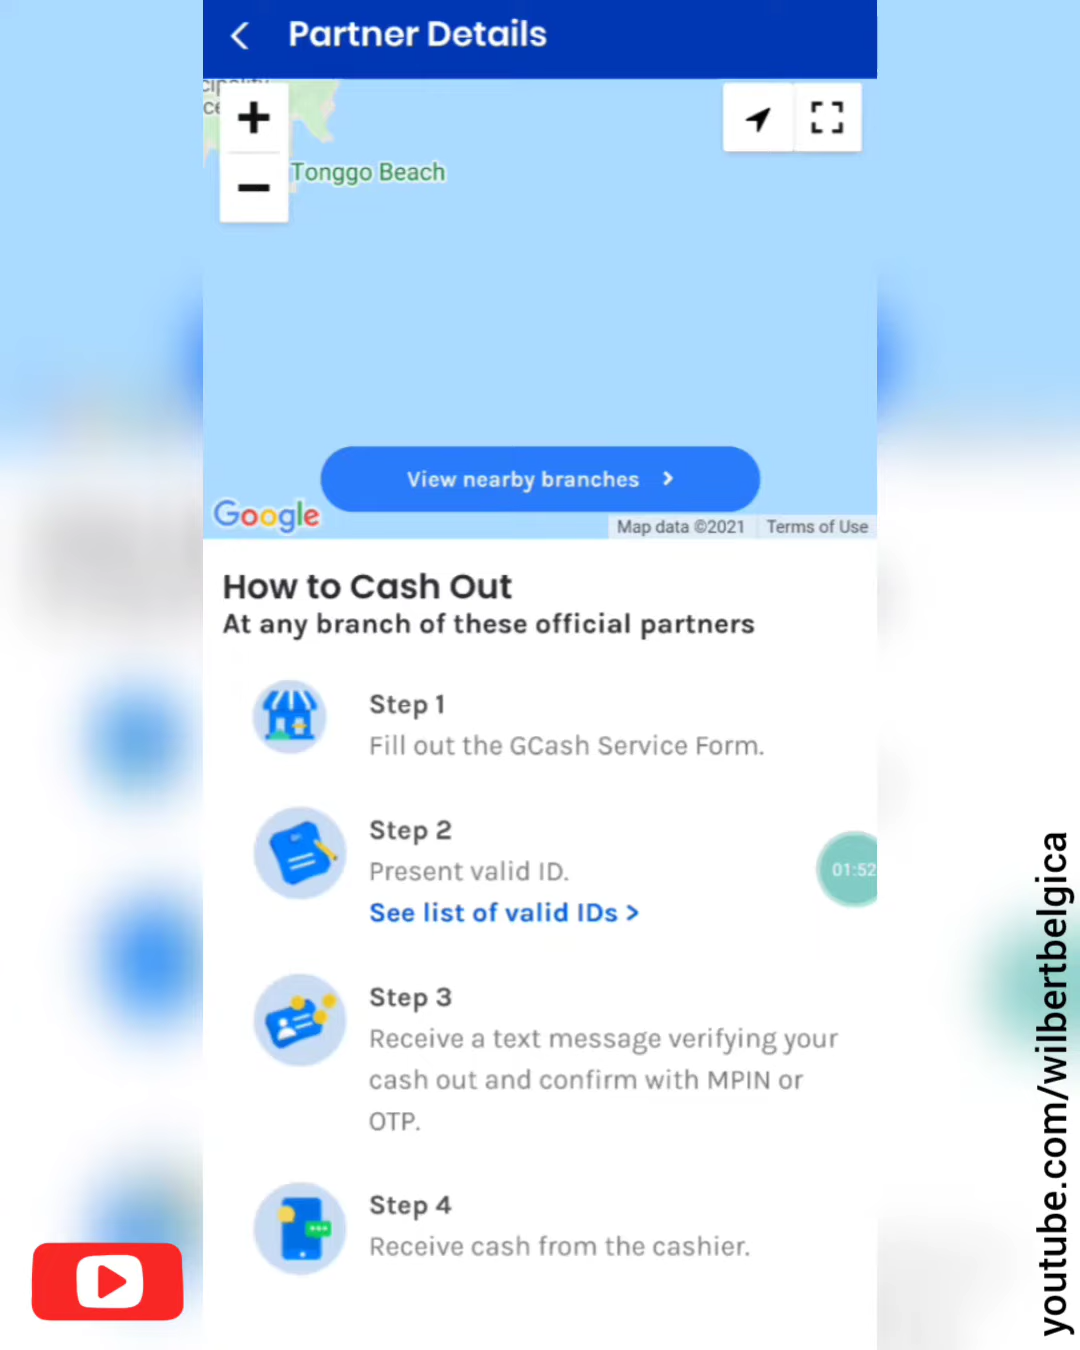 Partner Details
Tonggo Beach
View nearby branches
Google
Map data ©2021 Terms of Use
How to Cash Out
At any branch of these official partners
Step 1
Fill out the GCash Service Form.
Step 2
Present valid ID.
See list of valid IDs >
01:52
Step 3
Receive a text message verifying your
cash out and confirm with MPIN or
OTP.
Step 4
Receive cash from the cashier.
youtube.com/wilbertbelgica